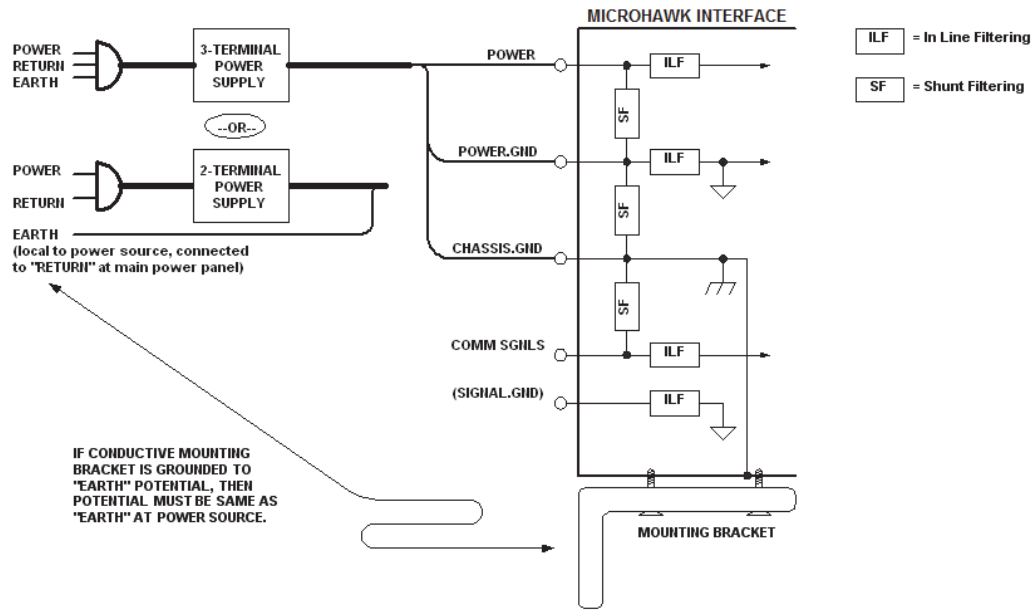 MICROHAWK INTERFACE
POWER
RETURN
EARTH
3-TERMINAL
POWER
SUPPLY
POWER
ILF
ILF
= In Line Filtering
SF
= Shunt Filtering
SF
--OR--
POWER.GND
ILF
POWER
RETURN
2-TERMINAL
POWER
SUPPLY
SF
EARTH
(local to power source, connected
to "RETURN" at main power panel)
CHASSIS.GND
SF
COMM SGNLS
ILF
(SIGNAL.GND)
ILF
IF CONDUCTIVE MOUNTING
BRACKET IS GROUNDED TO
"EARTH" POTENTIAL, THEN
POTENTIAL MUST BE SAME AS
"EARTH" AT POWER SOURCE.
MOUNTING BRACKET